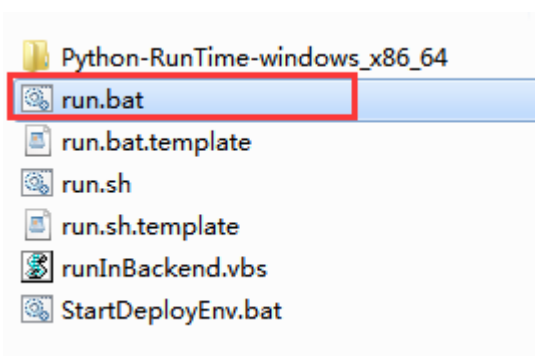 Python-RunTime-windows_x86_64
run.bat
run.bat.template
run.sh
run.sh.template
runInBackend.vbs
StartDeployEnv.bat